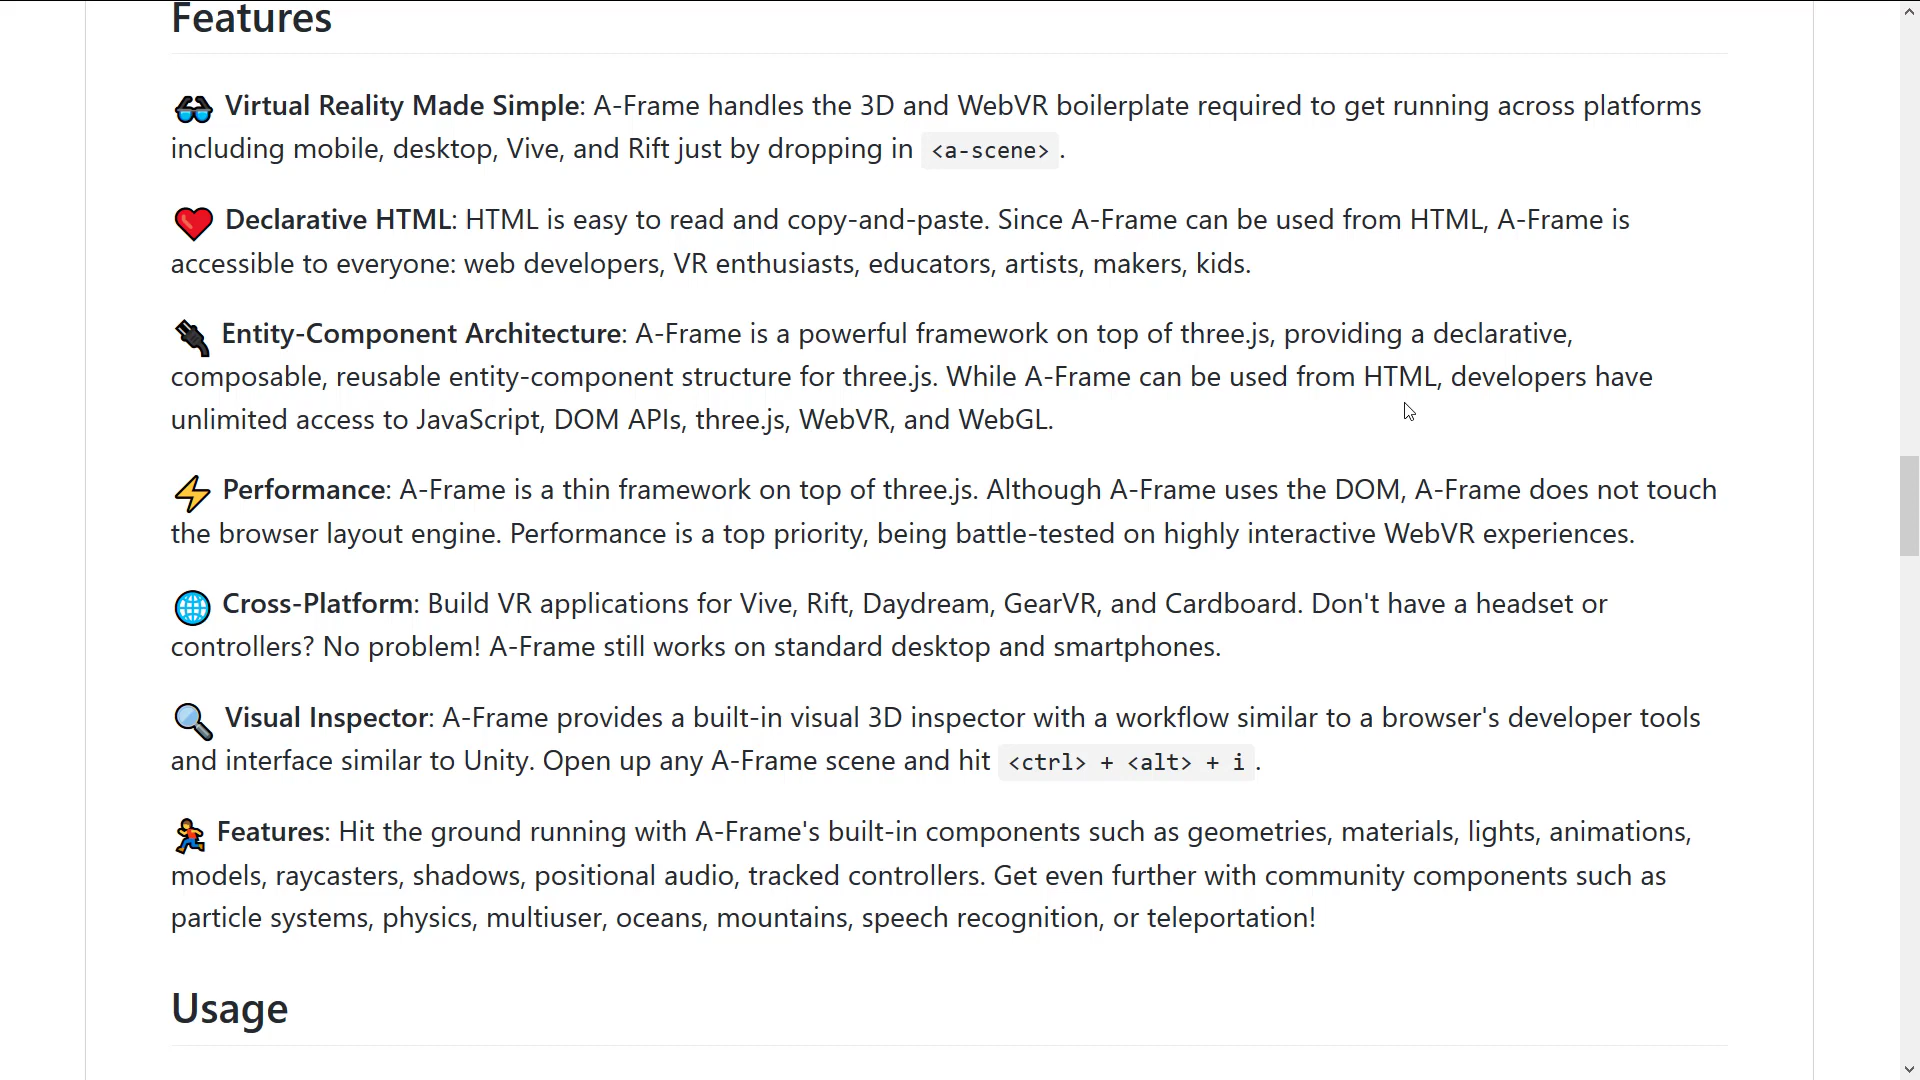 Features
Virtual Reality Made Simple: A-Frame handles the 3D and WebVR boilerplate required to get running across platforms
including mobile, desktop, Vive, and Rift just by dropping in <a-scene>.
Declarative HTML: HTML is easy to read and copy-and-paste. Since A-Frame can be used from HTML, A-Frame is
accessible to everyone: web developers, VR enthusiasts, educators, artists, makers, kids.
Entity-Component Architecture: A-Frame is a powerful framework on top of three.js, providing a declarative,
composable, reusable entity-component structure for three.js. While A-Frame can be used from HTML, developers have
unlimited access to JavaScript, DOM APIs, three.js, WebVR, and WebGL.
Performance: A-Frame is a thin framework on top of three.js. Although A-Frame uses the DOM, A-Frame does not touch
the browser layout engine. Performance is a top priority, being battle-tested on highly interactive WebVR experiences.
Cross-Platform: Build VR applications for Vive, Rift, Daydream, GearVR, and Cardboard. Don't have a headset or
controllers? No problem! A-Frame still works on standard desktop and smartphones.
Visual Inspector: A-Frame provides a built-in visual 3D inspector with a workflow similar to a browser's developer tools
and interface similar to Unity. Open up any A-Frame scene and hit <ctrl> + <alt> + i.
Features: Hit the ground running with A-Frame's built-in components such as geometries, materials, lights, animations,
models, raycasters, shadows, positional audio, tracked controllers. Get even further with community components such as
particle systems, physics, multiuser, oceans, mountains, speech recognition, or teleportation!
Usage